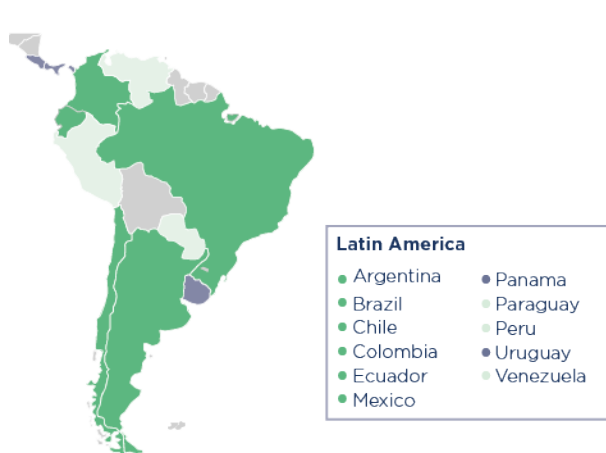 Latin America
Argentina
Brazil
Chile
Colombia
Ecuador
Mexico
Panama
Paraguay
Peru
Uruguay
Venezuela